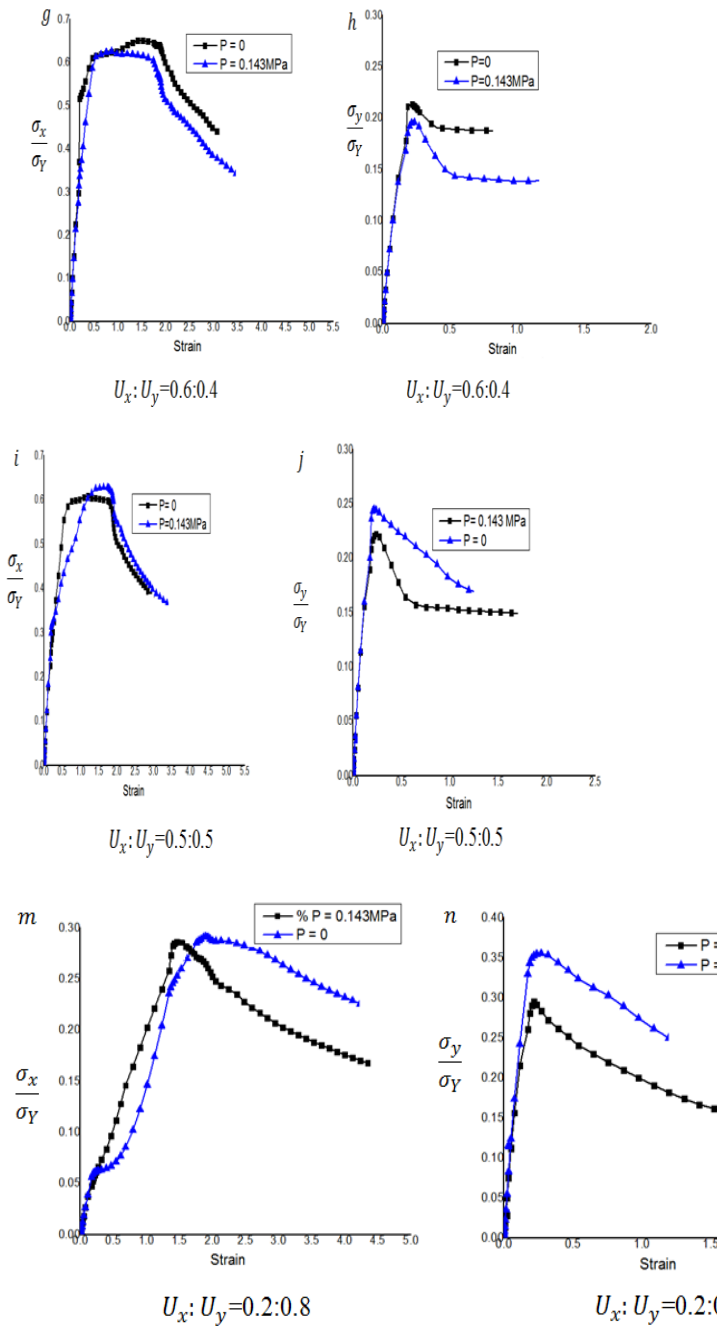 g
0.7
0.6
0.5
0.4
0.3
0.2
0.1
0.0
σx/σY
P = 0
P = 0.143MPa
0.0 0.5 1.0 1.5 2.0 2.5 3.0 3.5 4.0 4.5 5.0 5.5
Strain
Ux: Uy=0.6:0.4
h
0.30
0.25
0.20
0.15
0.10
0.05
0.00
σy/σY
P=0
P=0.143MPa
0.0 0.5 1.0 1.5 2.0
Strain
Ux: Uy=0.6:0.4
i
0.7
0.6
0.5
0.4
0.3
0.2
0.1
0.0
σx/σY
P= 0
P=0.143MPa
0.0 0.5 1.0 1.5 2.0 2.5 3.0 3.5 4.0 4.5 5.0 5.5
Strain
Ux: Uy=0.5:0.5
j
0.30
0.25
0.20
0.15
0.10
0.05
0.00
σy/σY
P= 0.143 MPa
P= 0
0.0 0.5 1.0 1.5 2.0 2.5
Strain
Ux: Uy=0.5:0.5
m
0.30
0.25
0.20
0.15
0.10
0.05
0.00
σx/σY
% P = 0.143MPa
P = 0
0.0 0.5 1.0 1.5 2.0 2.5 3.0 3.5 4.0 4.5 5.0
Strain
Ux: Uy=0.2:0.8
n
0.40
0.35
0.30
0.25
0.20
0.15
0.10
0.05
0.00
σy/σY
P =
P =
0.0 0.5 1.0 1.5
Strain
Ux: Uy=0.2: